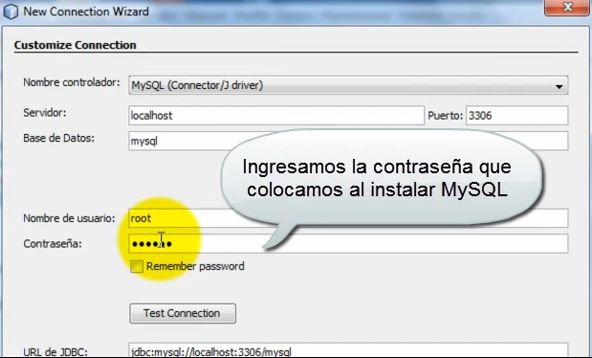 New Connection Wizard
Customize Connection
Nombre controlador: MySQL (Connector/J driver)
Servidor: localhost Puerto: 3306
Base de Datos: mysql
Ingresamos la contraseña que
colocamos al instalar MySQL
Nombre de usuario: root
Contraseña: ●●●●●●
Remember password
Test Connection
URL de JDBC: jdbc:mysql://localhost:3306/mysql